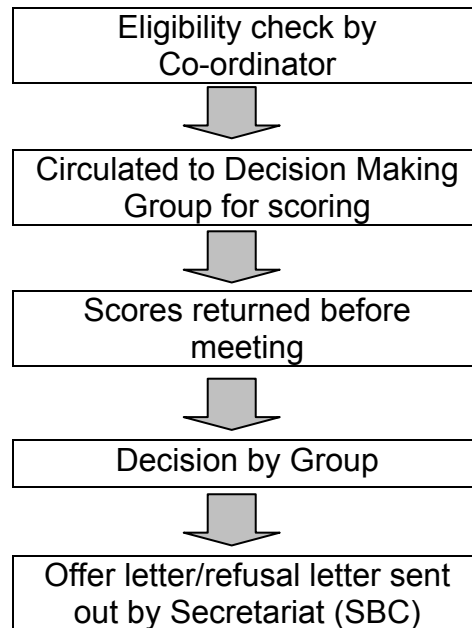 Eligibility check by
Co-ordinator
Circulated to Decision Making
Group for scoring
Scores returned before
meeting
Decision by Group
Offer letter/refusal letter sent
out by Secretariat (SBC)